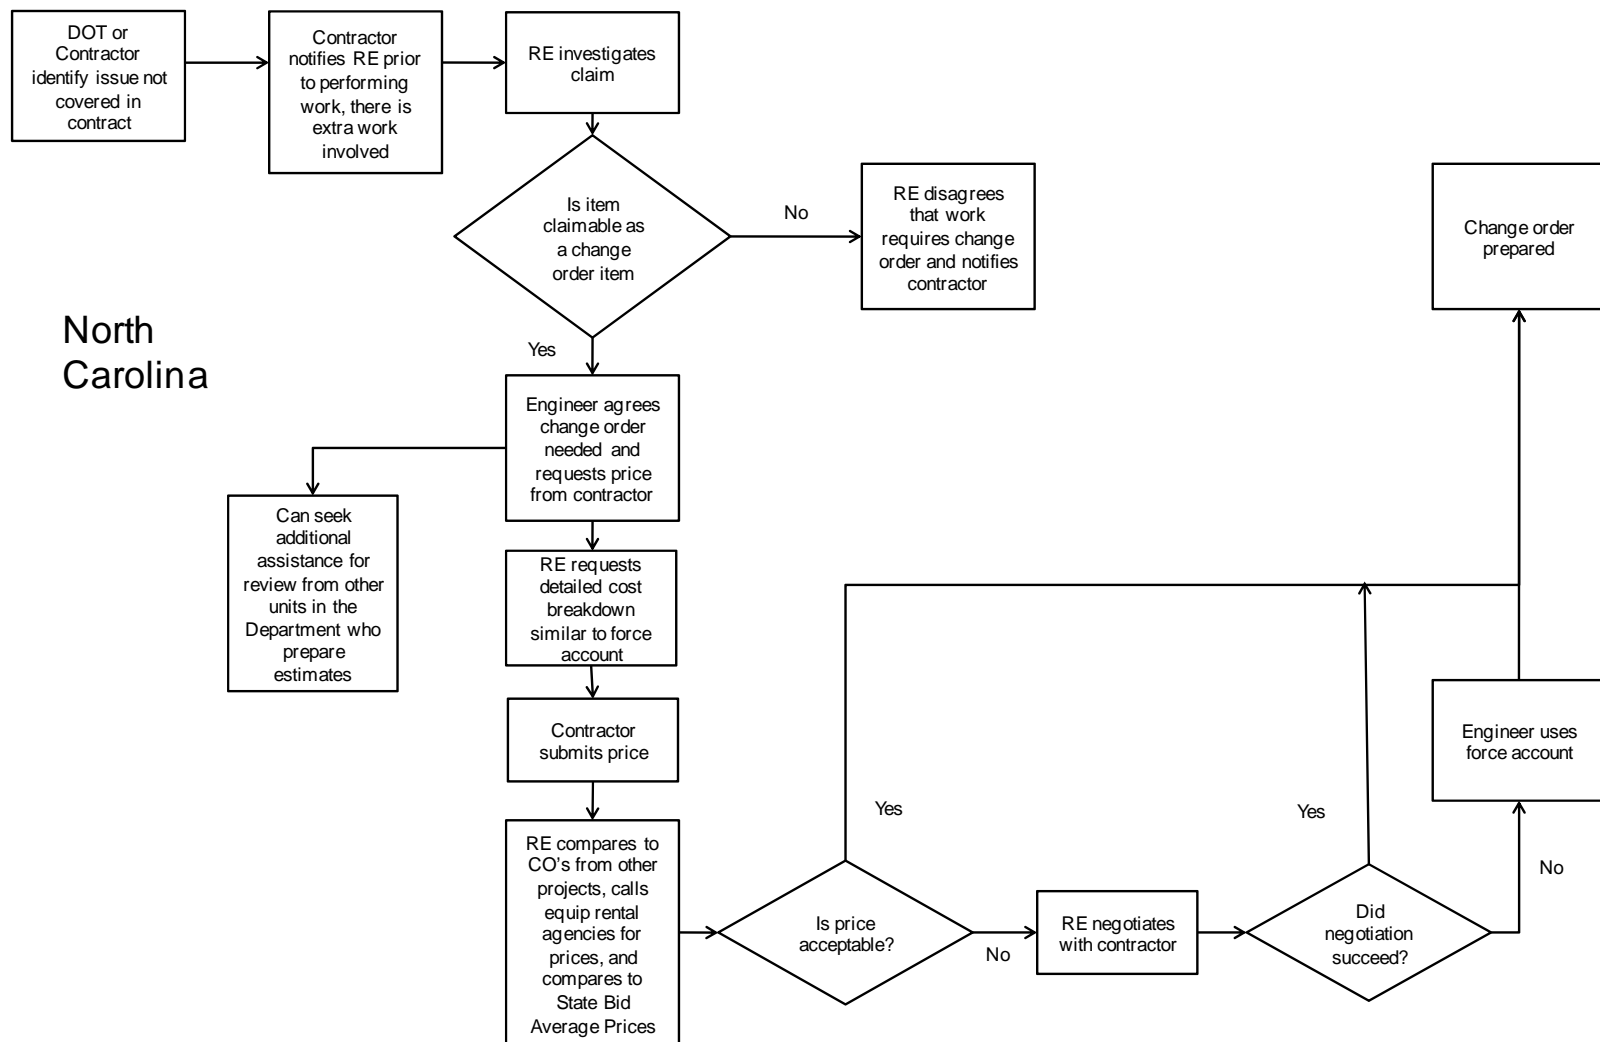 DOT or
Contractor
identify issue not
covered in
contract
Contractor
notifies RE prior
to performing
work, there is
extra work
involved
RE investigates
claim
Is item
claimable as
a change
order item
No
RE disagrees
that work
requires change
order and notifies
contractor
Change order
prepared
North
Carolina
Yes
Engineer agrees
change order
needed and
requests price
from contractor
Can seek
additional
assistance for
review from other
units in the
Department who
prepare
estimates
RE requests
detailed cost
breakdown
similar to force
account
Contractor
submits price
RE compares to
CO's from other
projects, calls
equip rental
agencies for
prices, and
compares to
State Bid
Average Prices
Is price
acceptable?
Yes
No
RE negotiates
with contractor
Did
negotiation
succeed?
Yes
No
Engineer uses
force account